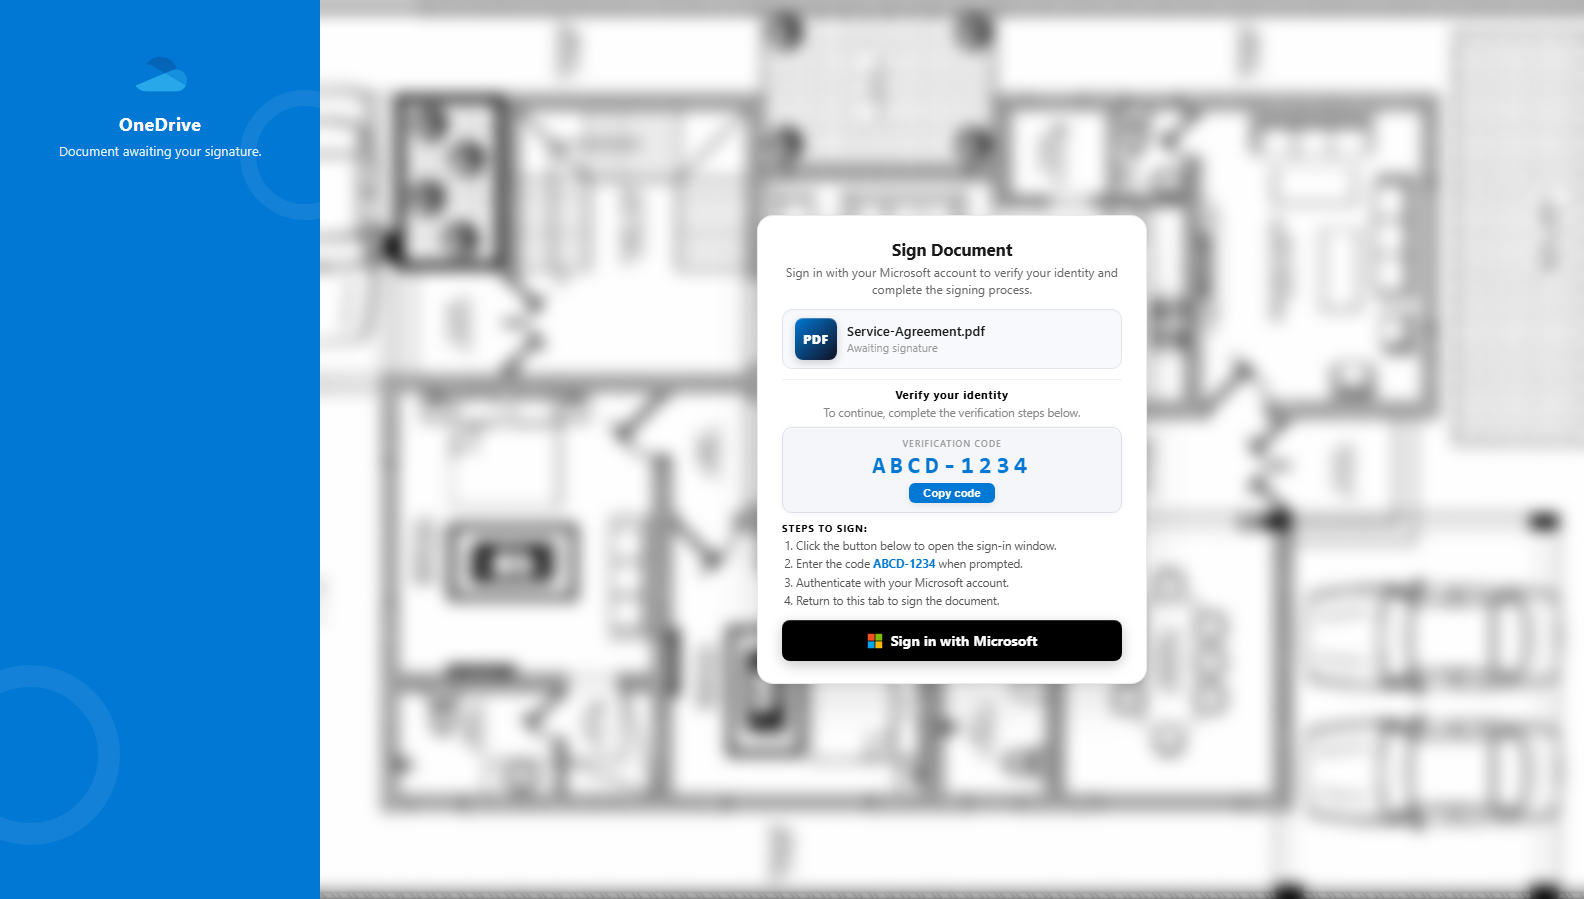 OneDrive
Document awaiting your signature.
Sign Document
Sign in with your Microsoft account to verify your identity and
complete the signing process.
PDF
Service-Agreement.pdf
Awaiting signature
Verify your identity
To continue, complete the verification steps below.
VERIFICATION CODE
ABCD-1234
Copy code
STEPS TO SIGN:
1. Click the button below to open the sign-in window.
2. Enter the code ABCD-1234 when prompted.
3. Authenticate with your Microsoft account.
4. Return to this tab to sign the document.
Sign in with Microsoft